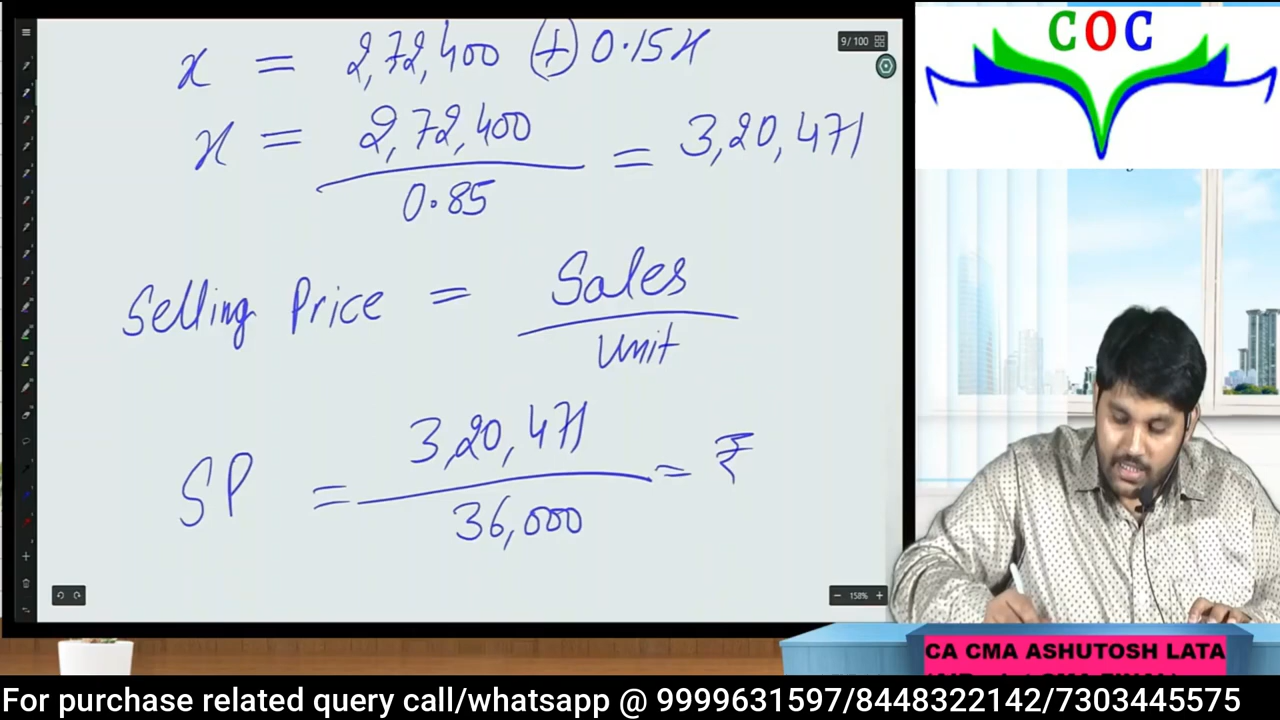 x = 2,72,400 (+) 0.15x
9 / 100
COC
x = 2,72,400 / 0.85 = 3,20,471
Selling Price = Sales / Unit
SP = 3,20,471 / 36,000 = ₹
158%
CA CMA ASHUTOSH LATA
For purchase related query call/whatsapp @ 9999631597/8448322142/7303445575